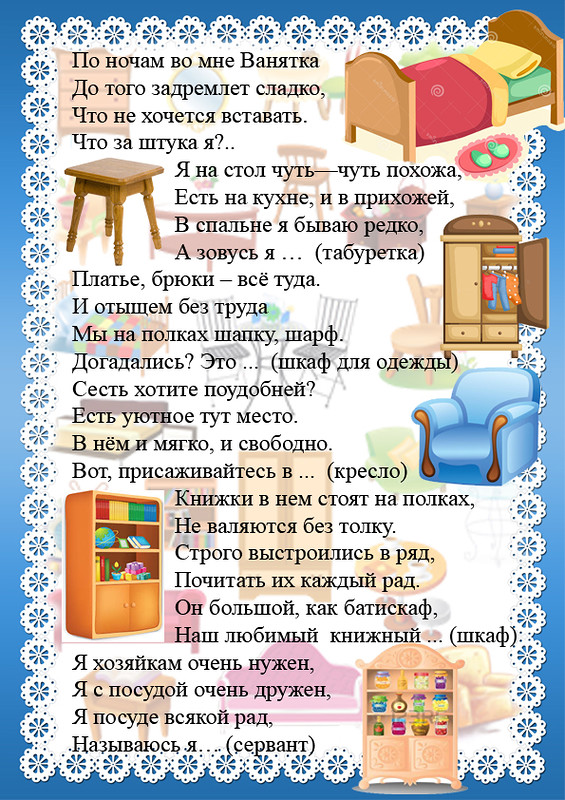 По ночам во мне Ванятка
До того задремлет сладко,
Что не хочется вставать.
Что за штука я?..
Я на стол чуть—чуть похожа,
Есть на кухне, и в прихожей,
В спальне я бываю редко,
А зовусь я … (табуретка)
Платье, брюки – всё туда.
И отыщем без труда
Мы на полках шапку, шарф.
Догадались? Это ... (шкаф для одежды)
Сесть хотите поудобней?
Есть уютное тут место.
В нём и мягко, и свободно.
Вот, присаживайтесь в ... (кресло)
Книжки в нем стоят на полках,
Не валяются без толку.
Строго выстроились в ряд,
Почитать их каждый рад.
Он большой, как батискаф,
Наш любимый книжный ... (шкаф)
Я хозяйкам очень нужен,
Я с посудой очень дружен,
Я посуде всякой рад,
Называюсь я… (сервант)